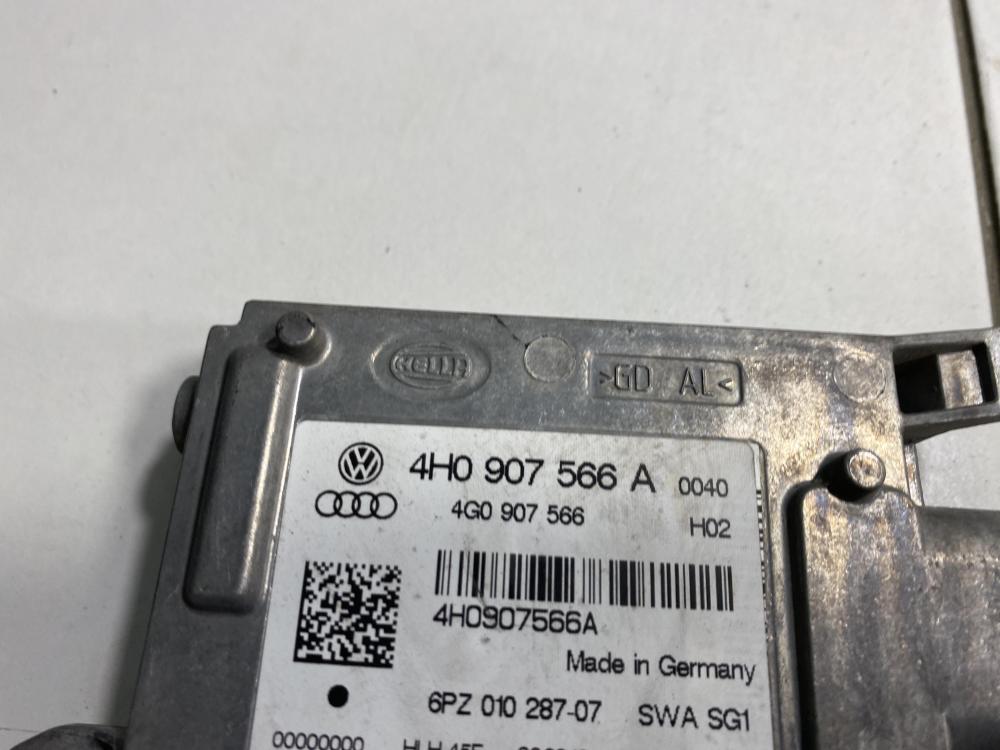 HELLA
>GD AL<
4H0 907 566 A 0040
4G0 907 566 H02
4H0907566A
Made in Germany
6PZ 010 287-07 SWA SG1
00000000